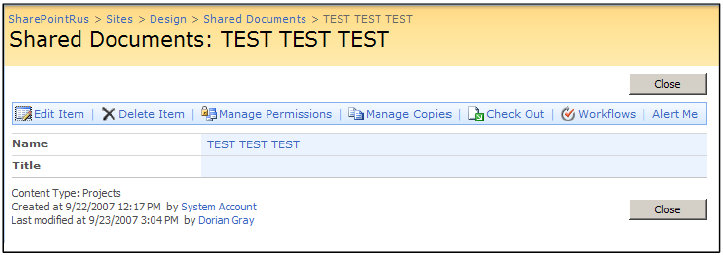 SharePointRus > Sites > Design > Shared Documents > TEST TEST TEST
Shared Documents: TEST TEST TEST
Close
Edit Item | Delete Item | Manage Permissions | Manage Copies | Check Out | Workflows | Alert Me
Name TEST TEST TEST
Title
Content Type: Projects
Created at 9/22/2007 12:17 PM by System Account
Last modified at 9/23/2007 3:04 PM by Dorian Gray
Close